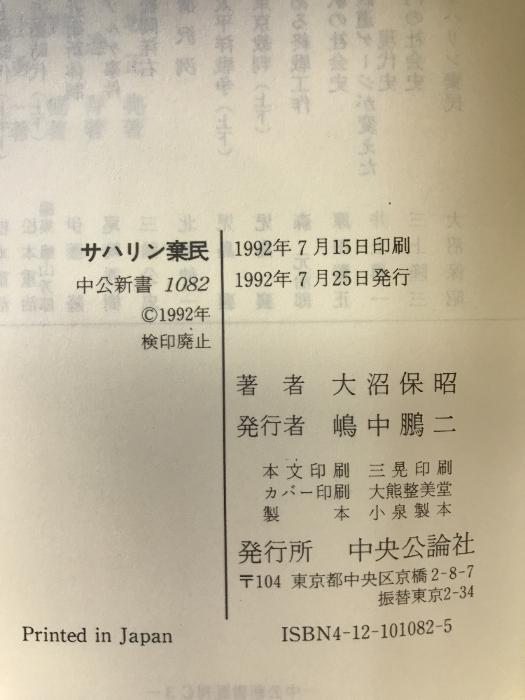 サハリン棄民
中公新書 1082
©1992年
検印廃止
1992年7月15日印刷
1992年7月25日発行
著者 大沼保昭
発行者 嶋中鵬二
本文印刷 三晃印刷
カバー印刷 大熊整美堂
製本 小泉製本
発行所 中央公論社
〒104 東京都中央区京橋2-8-7
振替東京2-34
Printed in Japan
ISBN4-12-101082-5